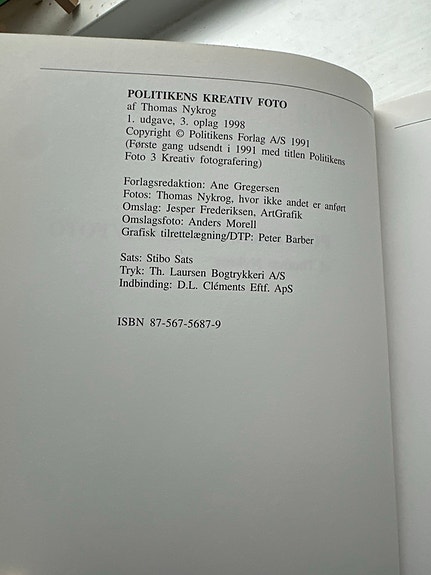 POLITIKENS KREATIV FOTO
af Thomas Nykrog
1. udgave, 3. oplag 1998
Copyright © Politikens Forlag A/S 1991
(Første gang udsendt i 1991 med titlen Politikens
Foto 3 Kreativ fotografering)
Forlagsredaktion: Ane Gregersen
Fotos: Thomas Nykrog, hvor ikke andet er anført
Omslag: Jesper Frederiksen, ArtGrafik
Omslagsfoto: Anders Morell
Grafisk tilrettelægning/DTP: Peter Barber
Sats: Stibo Sats
Tryk: Th. Laursen Bogtrykkeri A/S
Indbinding: D.L. Cléments Eftf. ApS
ISBN 87-567-5687-9